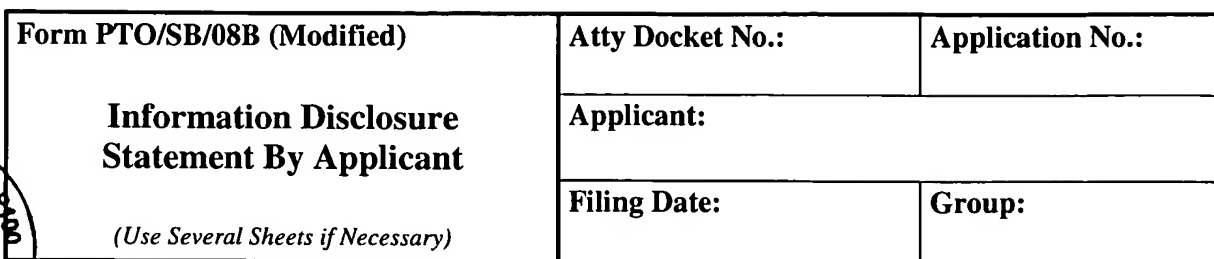 Form PTO/SB/08B (Modified)
Information Disclosure
Statement By Applicant
(Use Several Sheets if Necessary)
Atty Docket No.:
Application No.:
Applicant:
Filing Date:
Group: